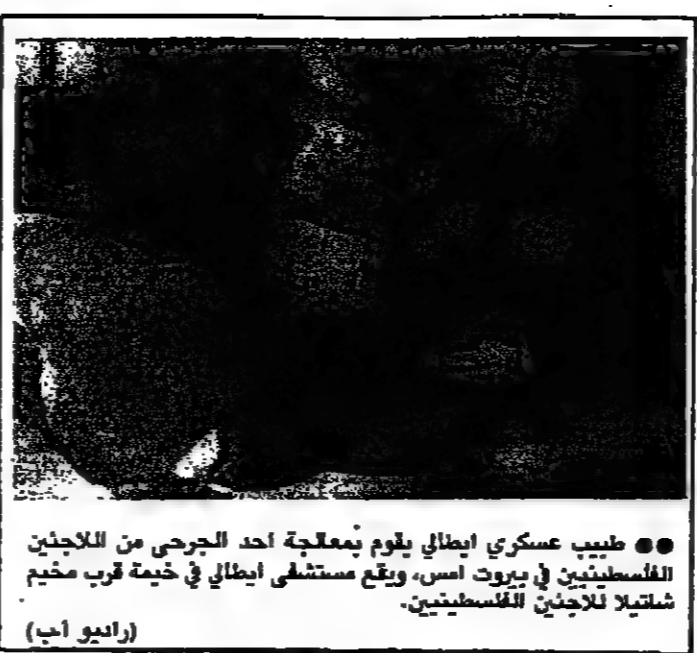 ●● طبيب عسكري ايطالي يقوم بمعالجة احد الجرحى من اللاجئين
الفلسطينيين في بيروت امس، ويقع مستشفى ايطالي في خيمة قرب مخيم
شاتيلا للاجئين الفلسطينيين.
(راديو أب)